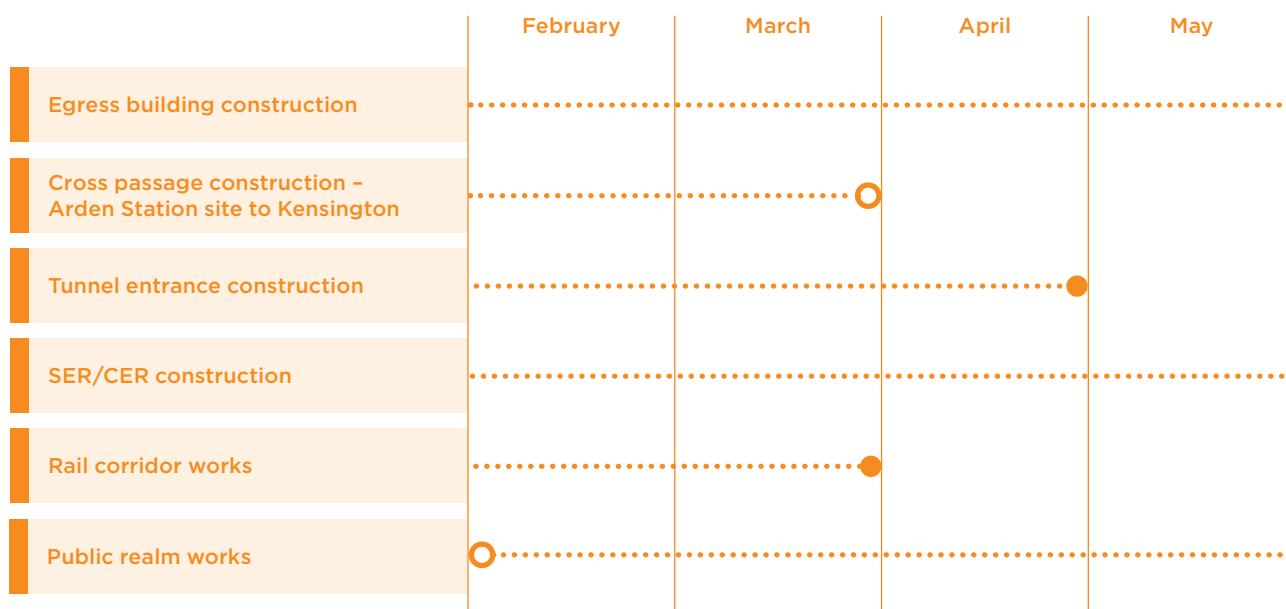 February March April May
Egress building construction
Cross passage construction –
Arden Station site to Kensington
Tunnel entrance construction
SER/CER construction
Rail corridor works
Public realm works